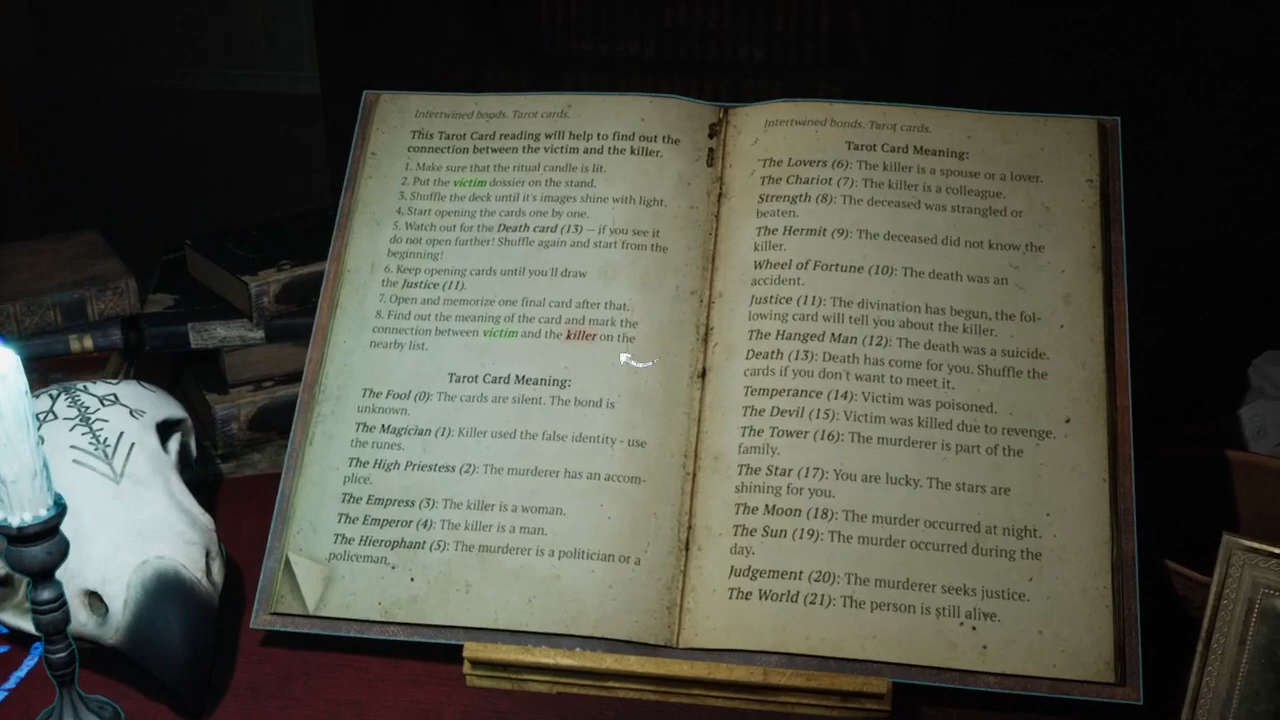 Intertwined bonds. Tarot cards.
This Tarot Card reading will help to find out the
connection between the victim and the killer.
1. Make sure that the ritual candle is lit.
2. Put the victim dossier on the stand.
3. Shuffle the deck until it's images shine with light.
4. Start opening the cards one by one.
5. Watch out for the Death card (13) – if you see it
do not open further! Shuffle again and start from the
beginning!
6. Keep opening cards until you'll draw
the Justice (11).
7. Open and memorize one final card after that.
8. Find out the meaning of the card and mark the
connection between victim and the killer on the
nearby list.
Tarot Card Meaning:
The Fool (0): The cards are silent. The bond is
unknown.
The Magician (1): Killer used the false identity - use
the runes.
The High Priestess (2): The murderer has an accom-
plice.
The Empress (3): The killer is a woman.
The Emperor (4): The killer is a man.
The Hierophant (5): The murderer is a politician or a
policeman.
Intertwined bonds. Tarot cards.
Tarot Card Meaning:
The Lovers (6): The killer is a spouse or a lover.
The Chariot (7): The killer is a colleague.
Strength (8): The deceased was strangled or
beaten.
The Hermit (9): The deceased did not know the
killer.
Wheel of Fortune (10): The death was an
accident.
Justice (11): The divination has begun, the fol-
lowing card will tell you about the killer.
The Hanged Man (12): The death was a suicide.
Death (13): Death has come for you. Shuffle the
cards if you don't want to meet it.
Temperance (14): Victim was poisoned.
The Devil (15): Victim was killed due to revenge.
The Tower (16): The murderer is part of the
family.
The Star (17): You are lucky. The stars are
shining for you.
The Moon (18): The murder occurred at night.
The Sun (19): The murder occurred during the
day.
Judgement (20): The murderer seeks justice.
The World (21): The person is still alive.